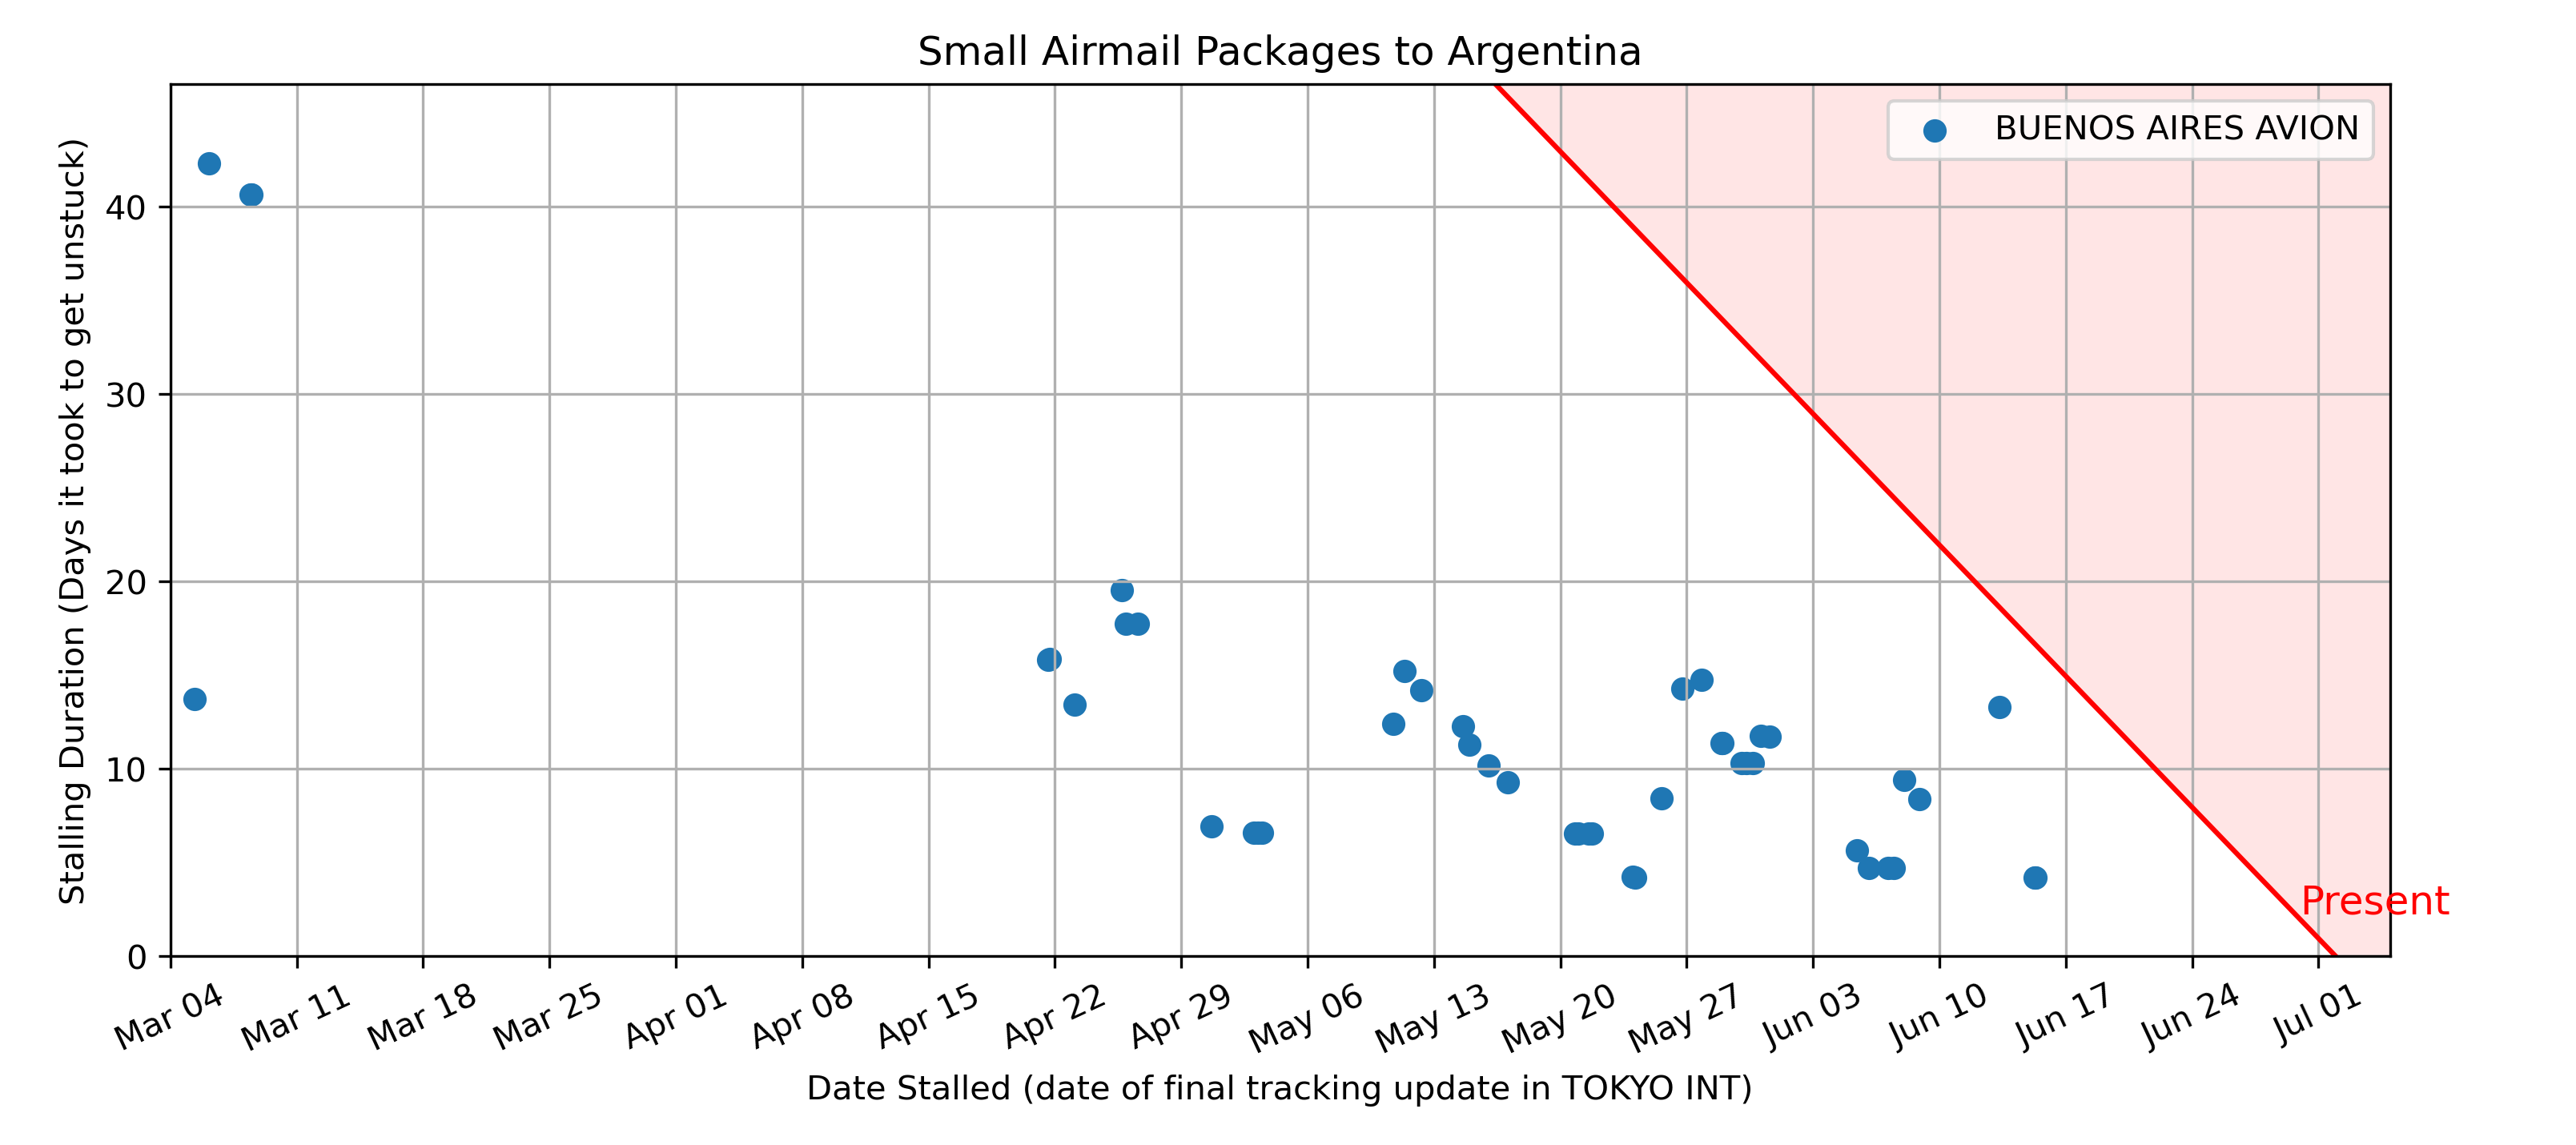 Small Airmail Packages to Argentina
BUENOS AIRES AVION
Stalling Duration (Days it took to get unstuck)
40
30
20
10
0
Present
Mar 04
Mar 11
Mar 18
Mar 25
Apr 01
Apr 08
Apr 15
Apr 22
Apr 29
May 06
May 13
May 20
May 27
Jun 03
Jun 10
Jun 17
Jun 24
Jul 01
Date Stalled (date of final tracking update in TOKYO INT)